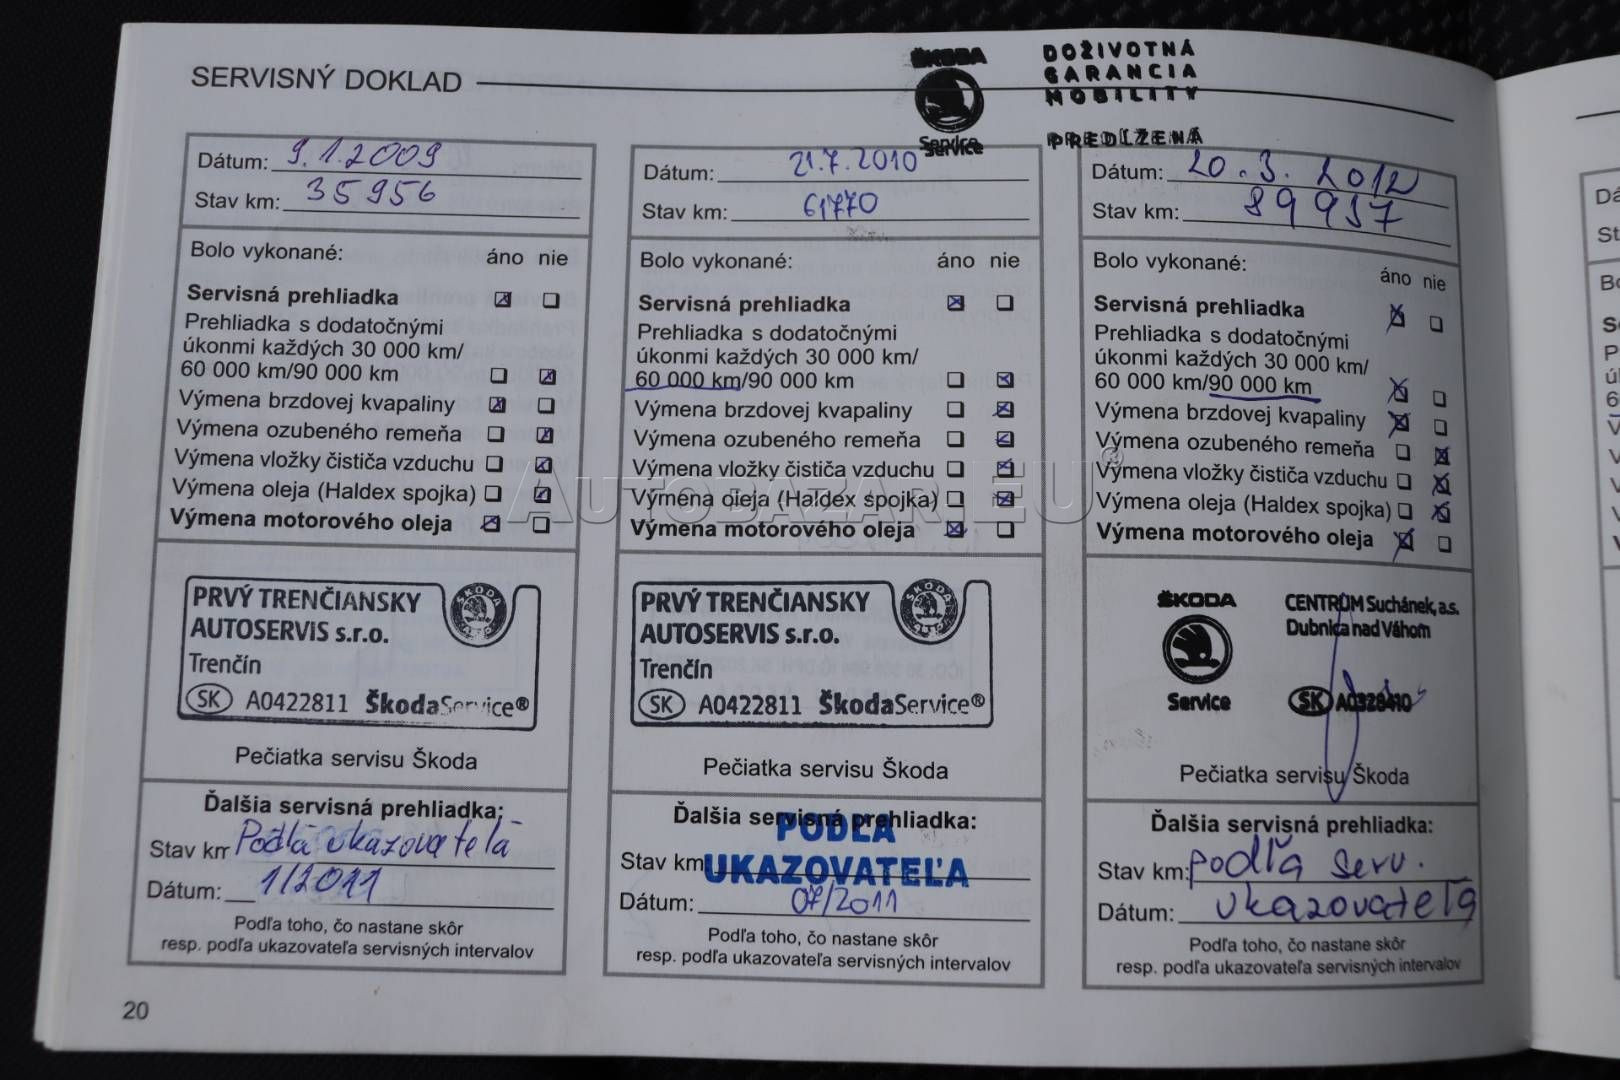 SERVISNÝ DOKLAD
ŠKODA
Service
DOŽIVOTNÁ
GARANCIA
MOBILITY
PREDĹŽENÁ
Dátum: 9.1.2009
Stav km: 35956
Bolo vykonané:
áno nie
Servisná prehliadka
Prehliadka s dodatočnými
úkonmi každých 30 000 km/
60 000 km/90 000 km
Výmena brzdovej kvapaliny
Výmena ozubeného remeňa
Výmena vložky čističa vzduchu
Výmena oleja (Haldex spojka)
Výmena motorového oleja
PRVÝ TRENČIANSKY
AUTOSERVIS s.r.o.
Trenčín
SK A0422811 ŠkodaService®
ŠKODA
AUTO
Pečiatka servisu Škoda
Ďalšia servisná prehliadka:
Stav km Podlá ukazovatelá
Dátum: 1/2011
Podľa toho, čo nastane skôr
resp. podľa ukazovateľa servisných intervalov
20
Dátum: 21.7.2010
Stav km: 61770
Bolo vykonané:
áno nie
Servisná prehliadka
Prehliadka s dodatočnými
úkonmi každých 30 000 km/
60 000 km/90 000 km
Výmena brzdovej kvapaliny
Výmena ozubeného remeňa
Výmena vložky čističa vzduchu
Výmena oleja (Haldex spojka)
Výmena motorového oleja
PRVÝ TRENČIANSKY
AUTOSERVIS s.r.o.
Trenčín
SK A0422811 ŠkodaService®
ŠKODA
AUTO
Pečiatka servisu Škoda
Ďalšia servisná prehliadka:
PODĽA
Stav km: UKAZOVATEĽA
Dátum: 07/2011
Podľa toho, čo nastane skôr
resp. podľa ukazovateľa servisných intervalov
Dátum: 20.3.2012
Stav km: 89957
Bolo vykonané:
áno nie
Servisná prehliadka
Prehliadka s dodatočnými
úkonmi každých 30 000 km/
60 000 km/90 000 km
Výmena brzdovej kvapaliny
Výmena ozubeného remeňa
Výmena vložky čističa vzduchu
Výmena oleja (Haldex spojka)
Výmena motorového oleja
ŠKODA
Service
CENTRUM Suchánek, a.s.
Dubnica nad Váhom
SK A0328410
Pečiatka servisu Škoda
Ďalšia servisná prehliadka:
Stav km: podľa serv.
Dátum: ukazovateľa
Podľa toho, čo nastane skôr
resp. podľa ukazovateľa servisných intervalov
AUTOBAZAR.EU®